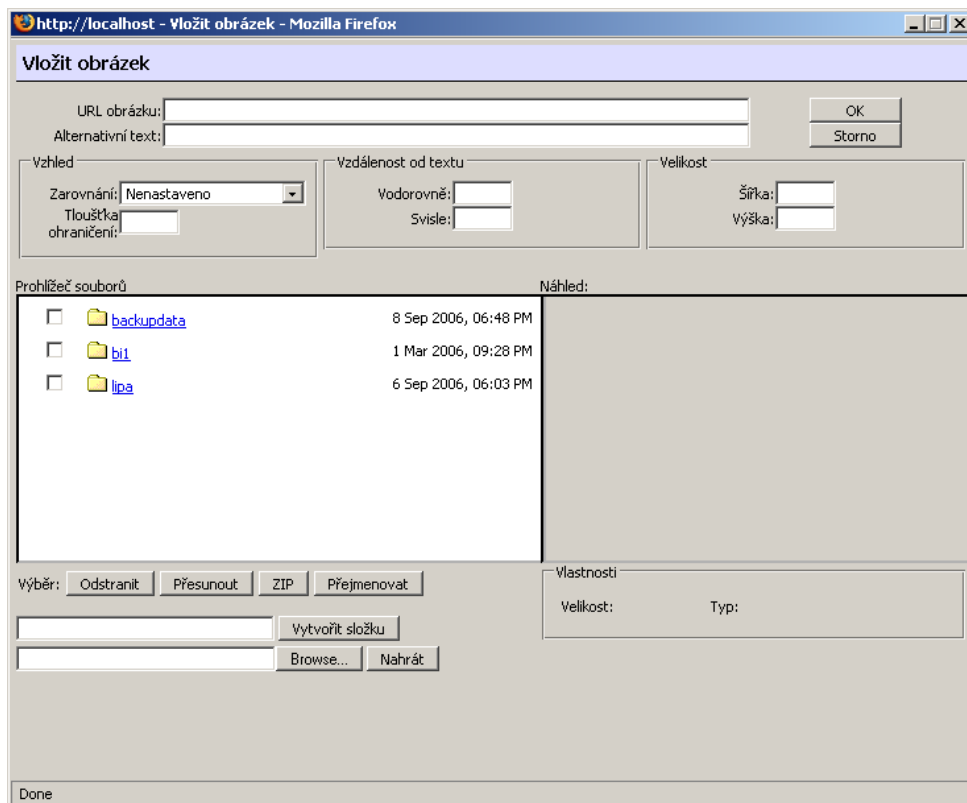 http://localhost - Vložit obrázek - Mozilla Firefox
Vložit obrázek
URL obrázku:
OK
Alternativní text:
Storno
Vzhled
Zarovnání: Nenastaveno
Tloušťka
ohraničení:
Vzdálenost od textu
Vodorovně:
Svisle:
Velikost
Šířka:
Výška:
Prohlížeč souborů
Náhled:
backupdata 8 Sep 2006, 06:48 PM
bi1 1 Mar 2006, 09:28 PM
lipa 6 Sep 2006, 06:03 PM
Výběr: Odstranit Přesunout ZIP Přejmenovat
Vytvořit složku
Browse... Nahrát
Vlastnosti
Velikost: Typ:
Done